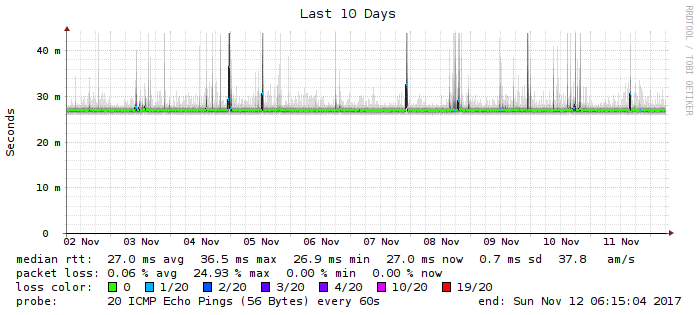 Last 10 Days
RRDTOOL / TOBI OETIKER
Seconds
40 m
30 m
20 m
10 m
0
02 Nov 03 Nov 04 Nov 05 Nov 06 Nov 07 Nov 08 Nov 09 Nov 10 Nov 11 Nov
median rtt: 27.0 ms avg 36.5 ms max 26.9 ms min 27.0 ms now 0.7 ms sd 37.8 am/s
packet loss: 0.06 % avg 24.93 % max 0.00 % min 0.00 % now
loss color: 0 1/20 2/20 3/20 4/20 10/20 19/20
probe: 20 ICMP Echo Pings (56 Bytes) every 60s end: Sun Nov 12 06:15:04 2017